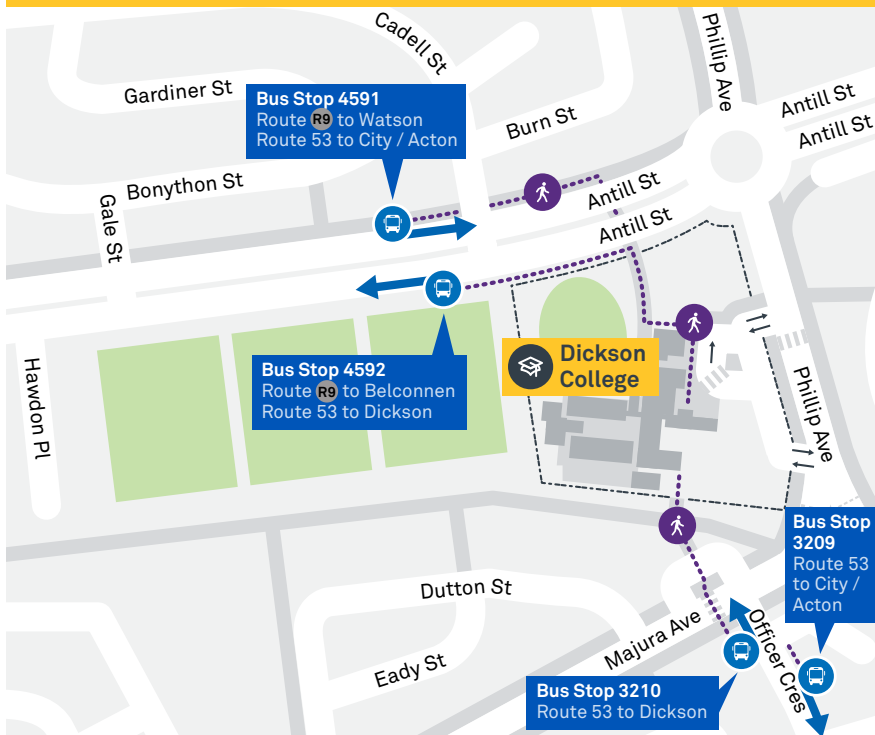 Cadell St
Phillip Ave
Gardiner St
Bus Stop 4591
Route R9 to Watson
Route 53 to City / Acton
Burn St
Antill St
Antill St
Bonython St
Gale St
Antill St
Antill St
Hawdon Pl
Dickson
College
Bus Stop 4592
Route R9 to Belconnen
Route 53 to Dickson
Phillip Ave
Bus Stop
3209
Route 53
to City /
Acton
Dutton St
Majura Ave
Officer Cres
Eady St
Bus Stop 3210
Route 53 to Dickson